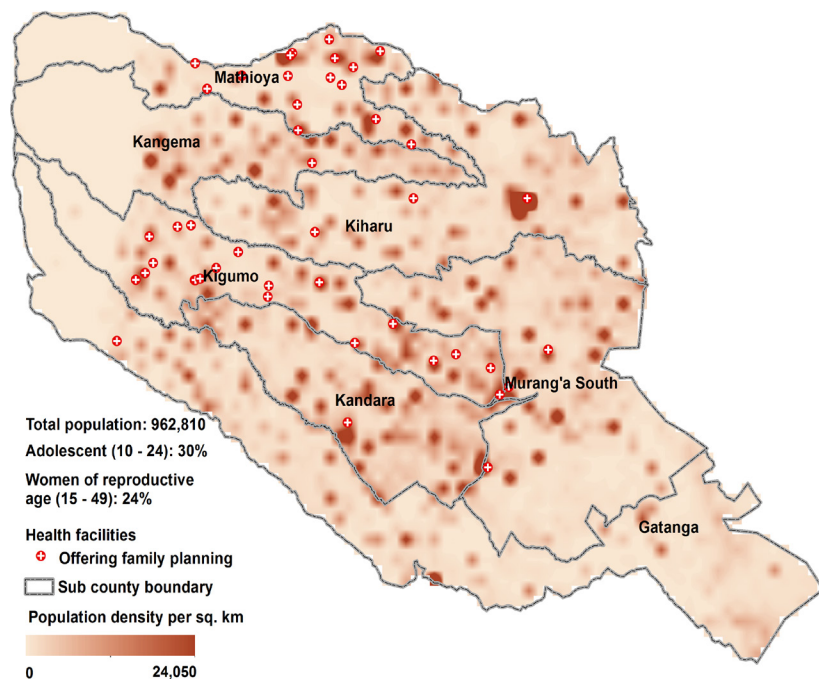 Mathioya
Kangema
Kiharu
Kigumo
Murang'a South
Kandara
Gatanga
Total population: 962,810
Adolescent (10 - 24): 30%
Women of reproductive
age (15 - 49): 24%
Health facilities
Offering family planning
Sub county boundary
Population density per sq. km
0 24,050